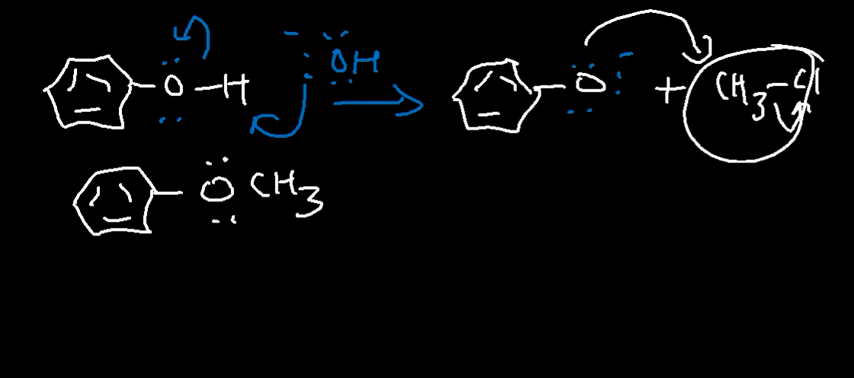 O-H :OH → O:⁻ + CH₃-Cl
OCH₃